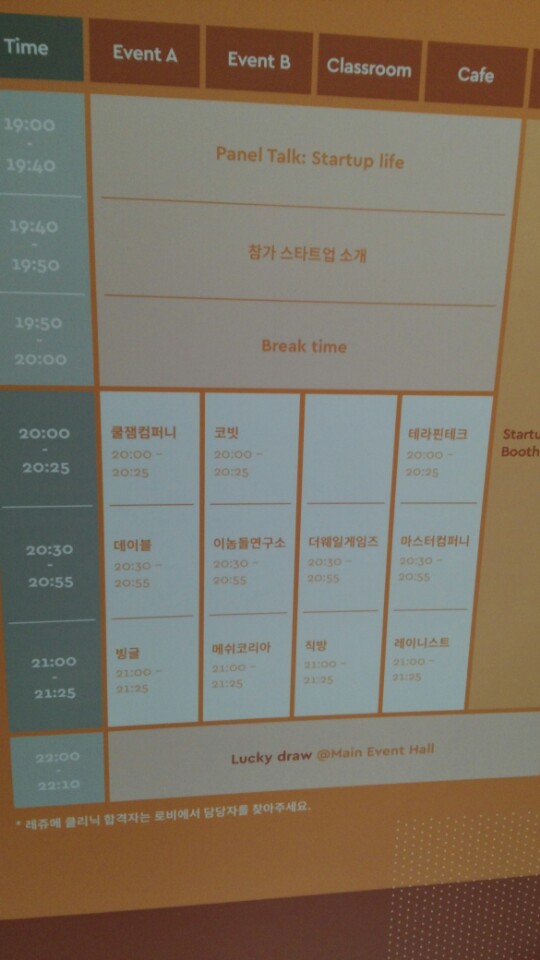 Time
Event A
Event B
Classroom
Cafe
19:00
-
19:40
Panel Talk: Startup life
19:40
-
19:50
참가 스타트업 소개
19:50
-
20:00
Break time
20:00
-
20:25
쿨잼컴퍼니
20:00 -
20:25
코빗
20:00 -
20:25
테라핀테크
20:00 -
20:25
Booth
20:30
-
20:55
데이블
20:30 -
20:55
이놈들연구소
20:30 -
20:55
더웨일게임즈
20:30 -
20:55
마스터컴퍼니
20:30 -
20:55
21:00
-
21:25
빙글
21:00 -
21:25
메쉬코리아
21:00 -
21:25
직방
21:00 -
21:25
레이니스트
21:00 -
21:25
22:00
-
22:10
Lucky draw @Main Event Hall
* 레쥬메 클리닉 합격자는 로비에서 담당자를 찾아주세요.